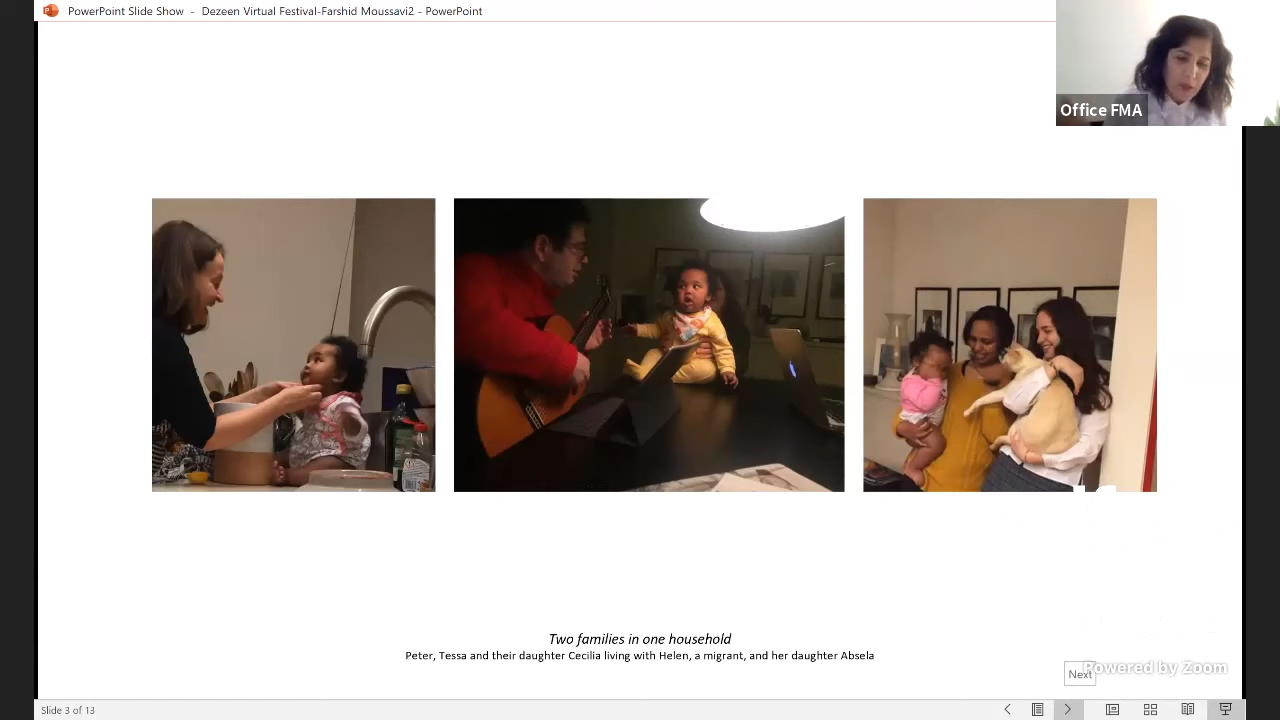 PowerPoint Slide Show - Dezeen Virtual Festival-Farshid Moussavi2 - PowerPoint
Office FMA
Two families in one household
Peter, Tessa and their daughter Cecilia living with Helen, a migrant, and her daughter Absela
Next
Powered by Zoom
Slide 3 of 13